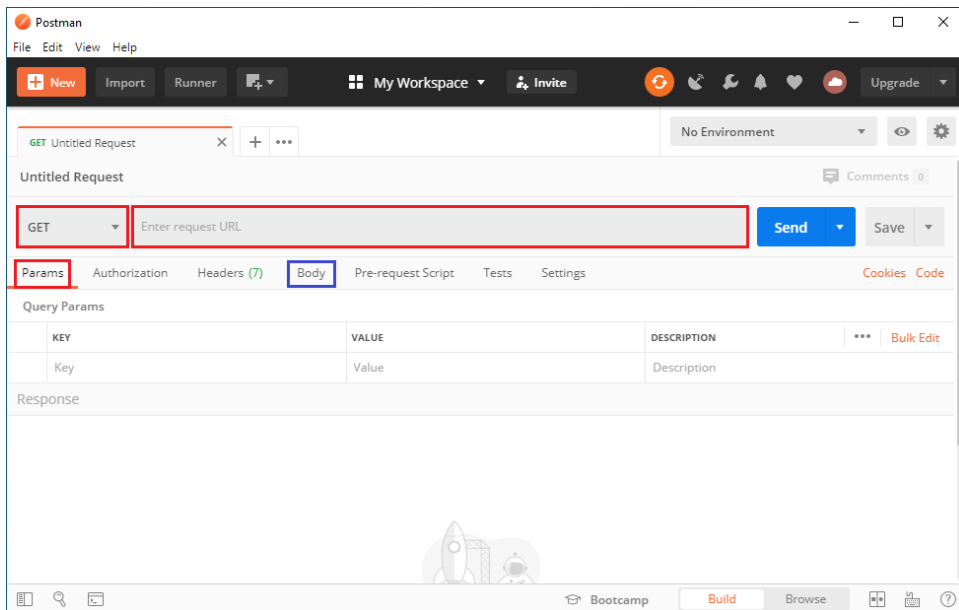 Postman
File Edit View Help
New Import Runner My Workspace Invite Upgrade
GET Untitled Request No Environment
Untitled Request Comments 0
GET Enter request URL Send Save
Params Authorization Headers (7) Body Pre-request Script Tests Settings Cookies Code
Query Params
KEY VALUE DESCRIPTION Bulk Edit
Key Value Description
Response
Bootcamp Build Browse